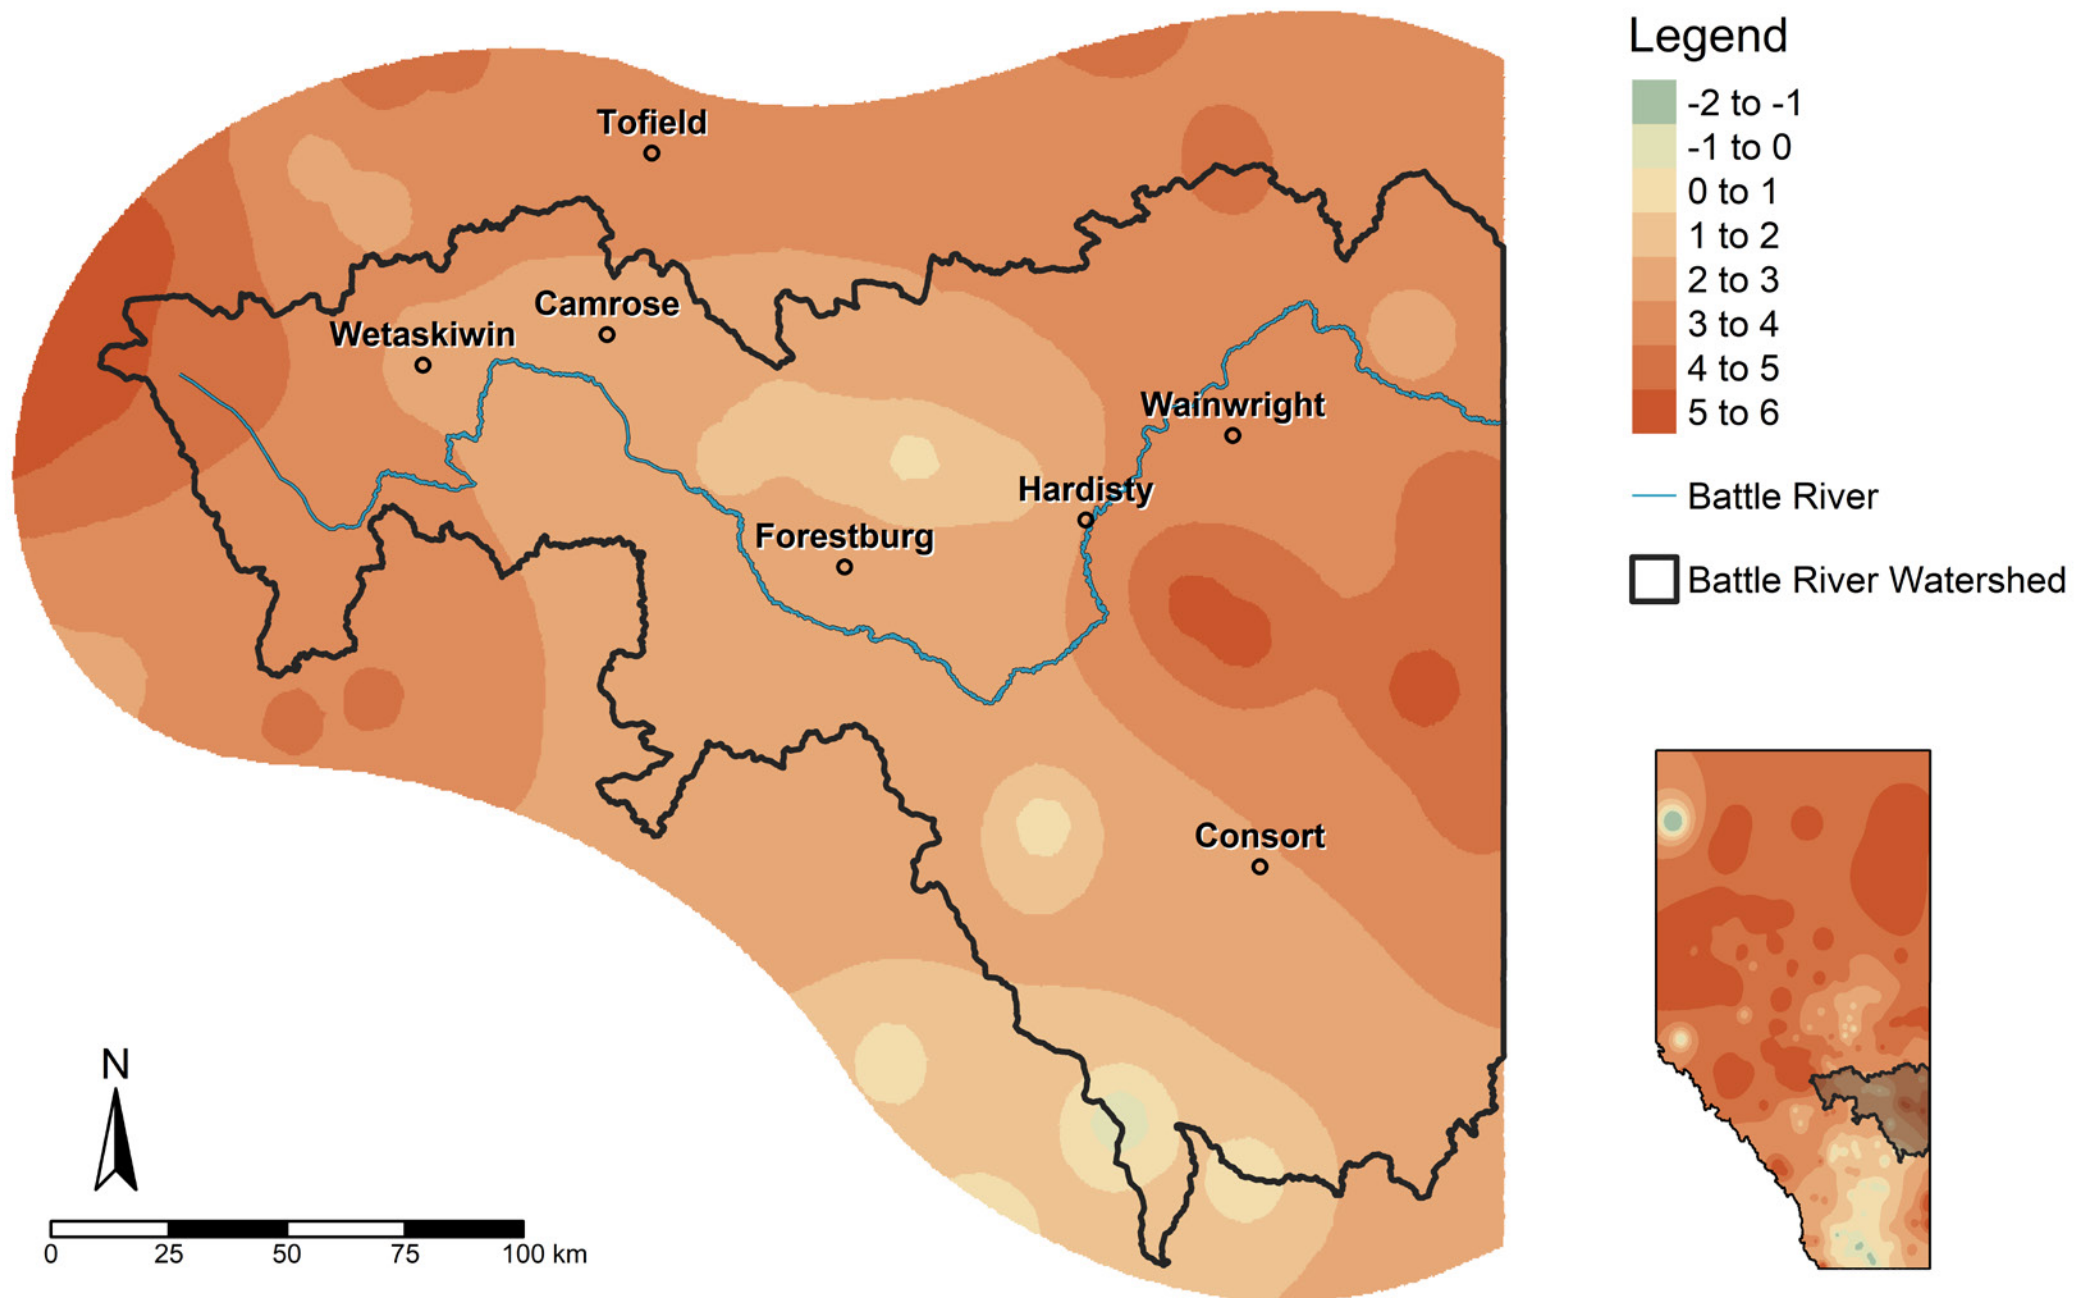 Legend
-2 to -1
-1 to 0
0 to 1
1 to 2
2 to 3
3 to 4
4 to 5
5 to 6
Battle River
Battle River Watershed
Tofield
Camrose
Wetaskiwin
Wainwright
Hardisty
Forestburg
Consort
N
0 25 50 75 100 km